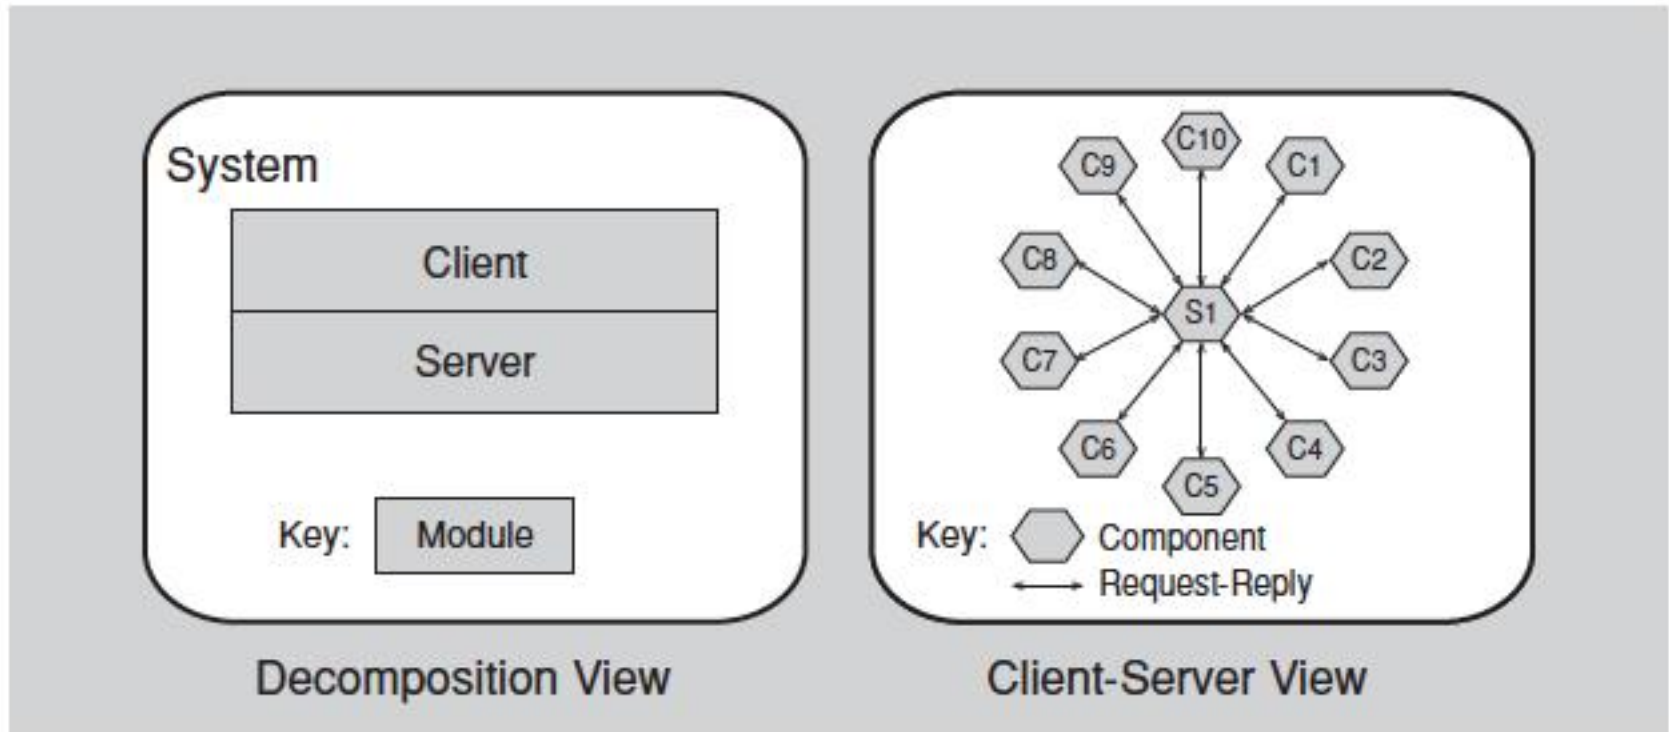 System
Client
Server
Key: Module
Decomposition View
C10
C9
C1
C8
C2
S1
C7
C3
C6
C4
C5
Key: Component
Request-Reply
Client-Server View